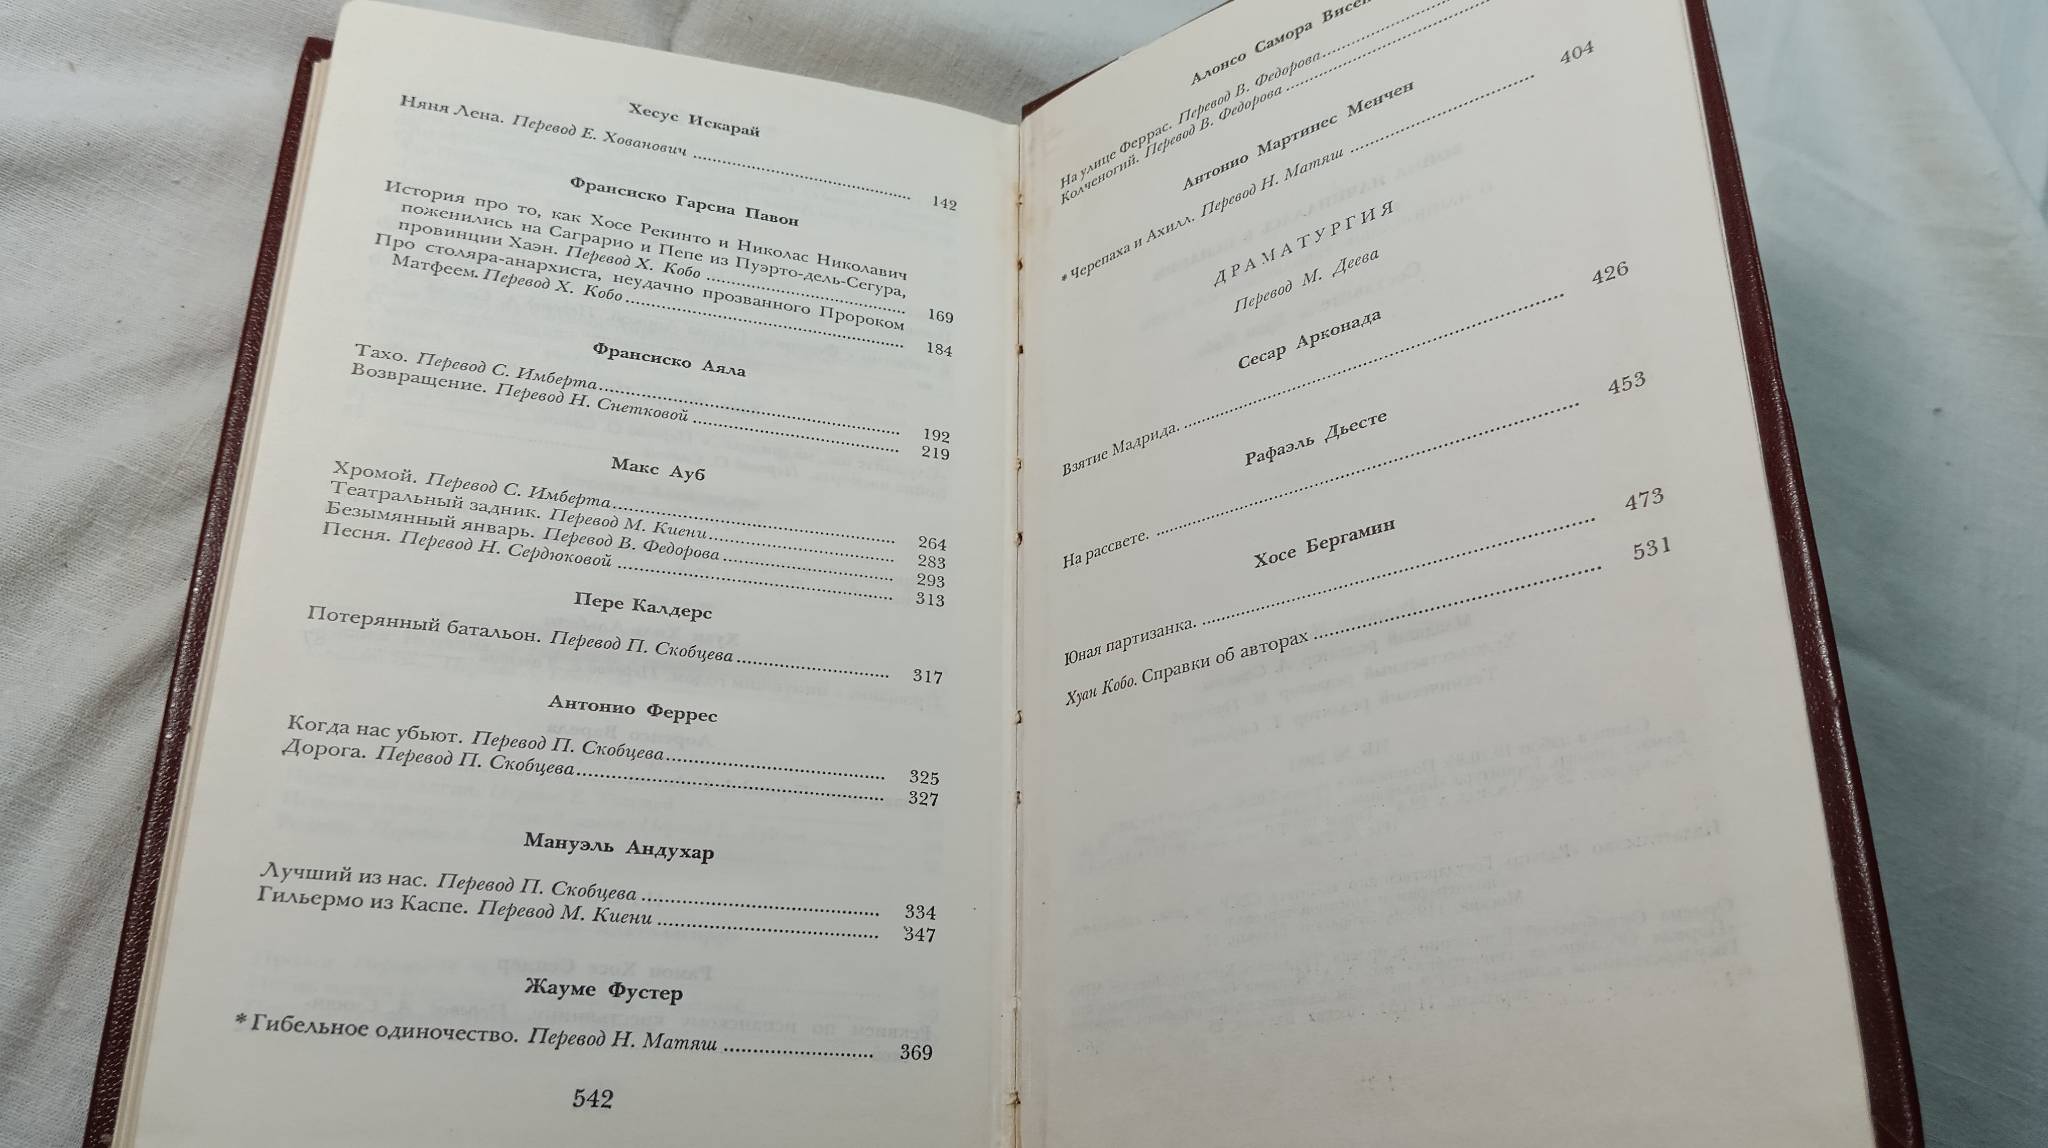 Хесус Искарай
Няня Лена. Перевод Е. Хованович ........ 142
Франсиско Гарсиа Павон
История про то, как Хосе Рекинто и Николас Николавич
поженились на Саграрио и Пепе из Пуэрто-дель-Сегура,
провинции Хаэн. Перевод Х. Кобо ........ 169
Про столяра-анархиста, неудачно прозванного Пророком
Матфеем. Перевод Х. Кобо ........ 184
Франсиско Аяла
Тахо. Перевод С. Имберта ........ 192
Возвращение. Перевод Н. Снетковой ........ 219
Макс Ауб
Хромой. Перевод С. Имберта ........ 264
Театральный задник. Перевод М. Киени ........ 283
Безымянный январь. Перевод В. Федорова ........ 293
Песня. Перевод Н. Сердюковой ........ 313
Пере Калдерс
Потерянный батальон. Перевод П. Скобцева ........ 317
Антонио Феррес
Когда нас убьют. Перевод П. Скобцева ........ 325
Дорога. Перевод П. Скобцева ........ 327
Мануэль Андухар
Лучший из нас. Перевод П. Скобцева ........ 334
Гильермо из Каспе. Перевод М. Киени ........ 347
Жауме Фустер
* Гибельное одиночество. Перевод Н. Матяш ........ 369
542
Алонсо Самора
На улице Феррас. Перевод В. Федорова ........
Колченогий. Перевод В. Федорова ........
Антонио Мартинес Менчен
* Черепаха и Ахилл. Перевод Н. Матяш ........ 404
ДРАМАТУРГИЯ
Перевод М. Деева
Сесар Арконада
Взятие Мадрида. ........ 426
Рафаэль Дьесте
На рассвете. ........ 453
Хосе Бергамин
Юная партизанка. ........ 473
Хуан Кобо. Справки об авторах ........ 531